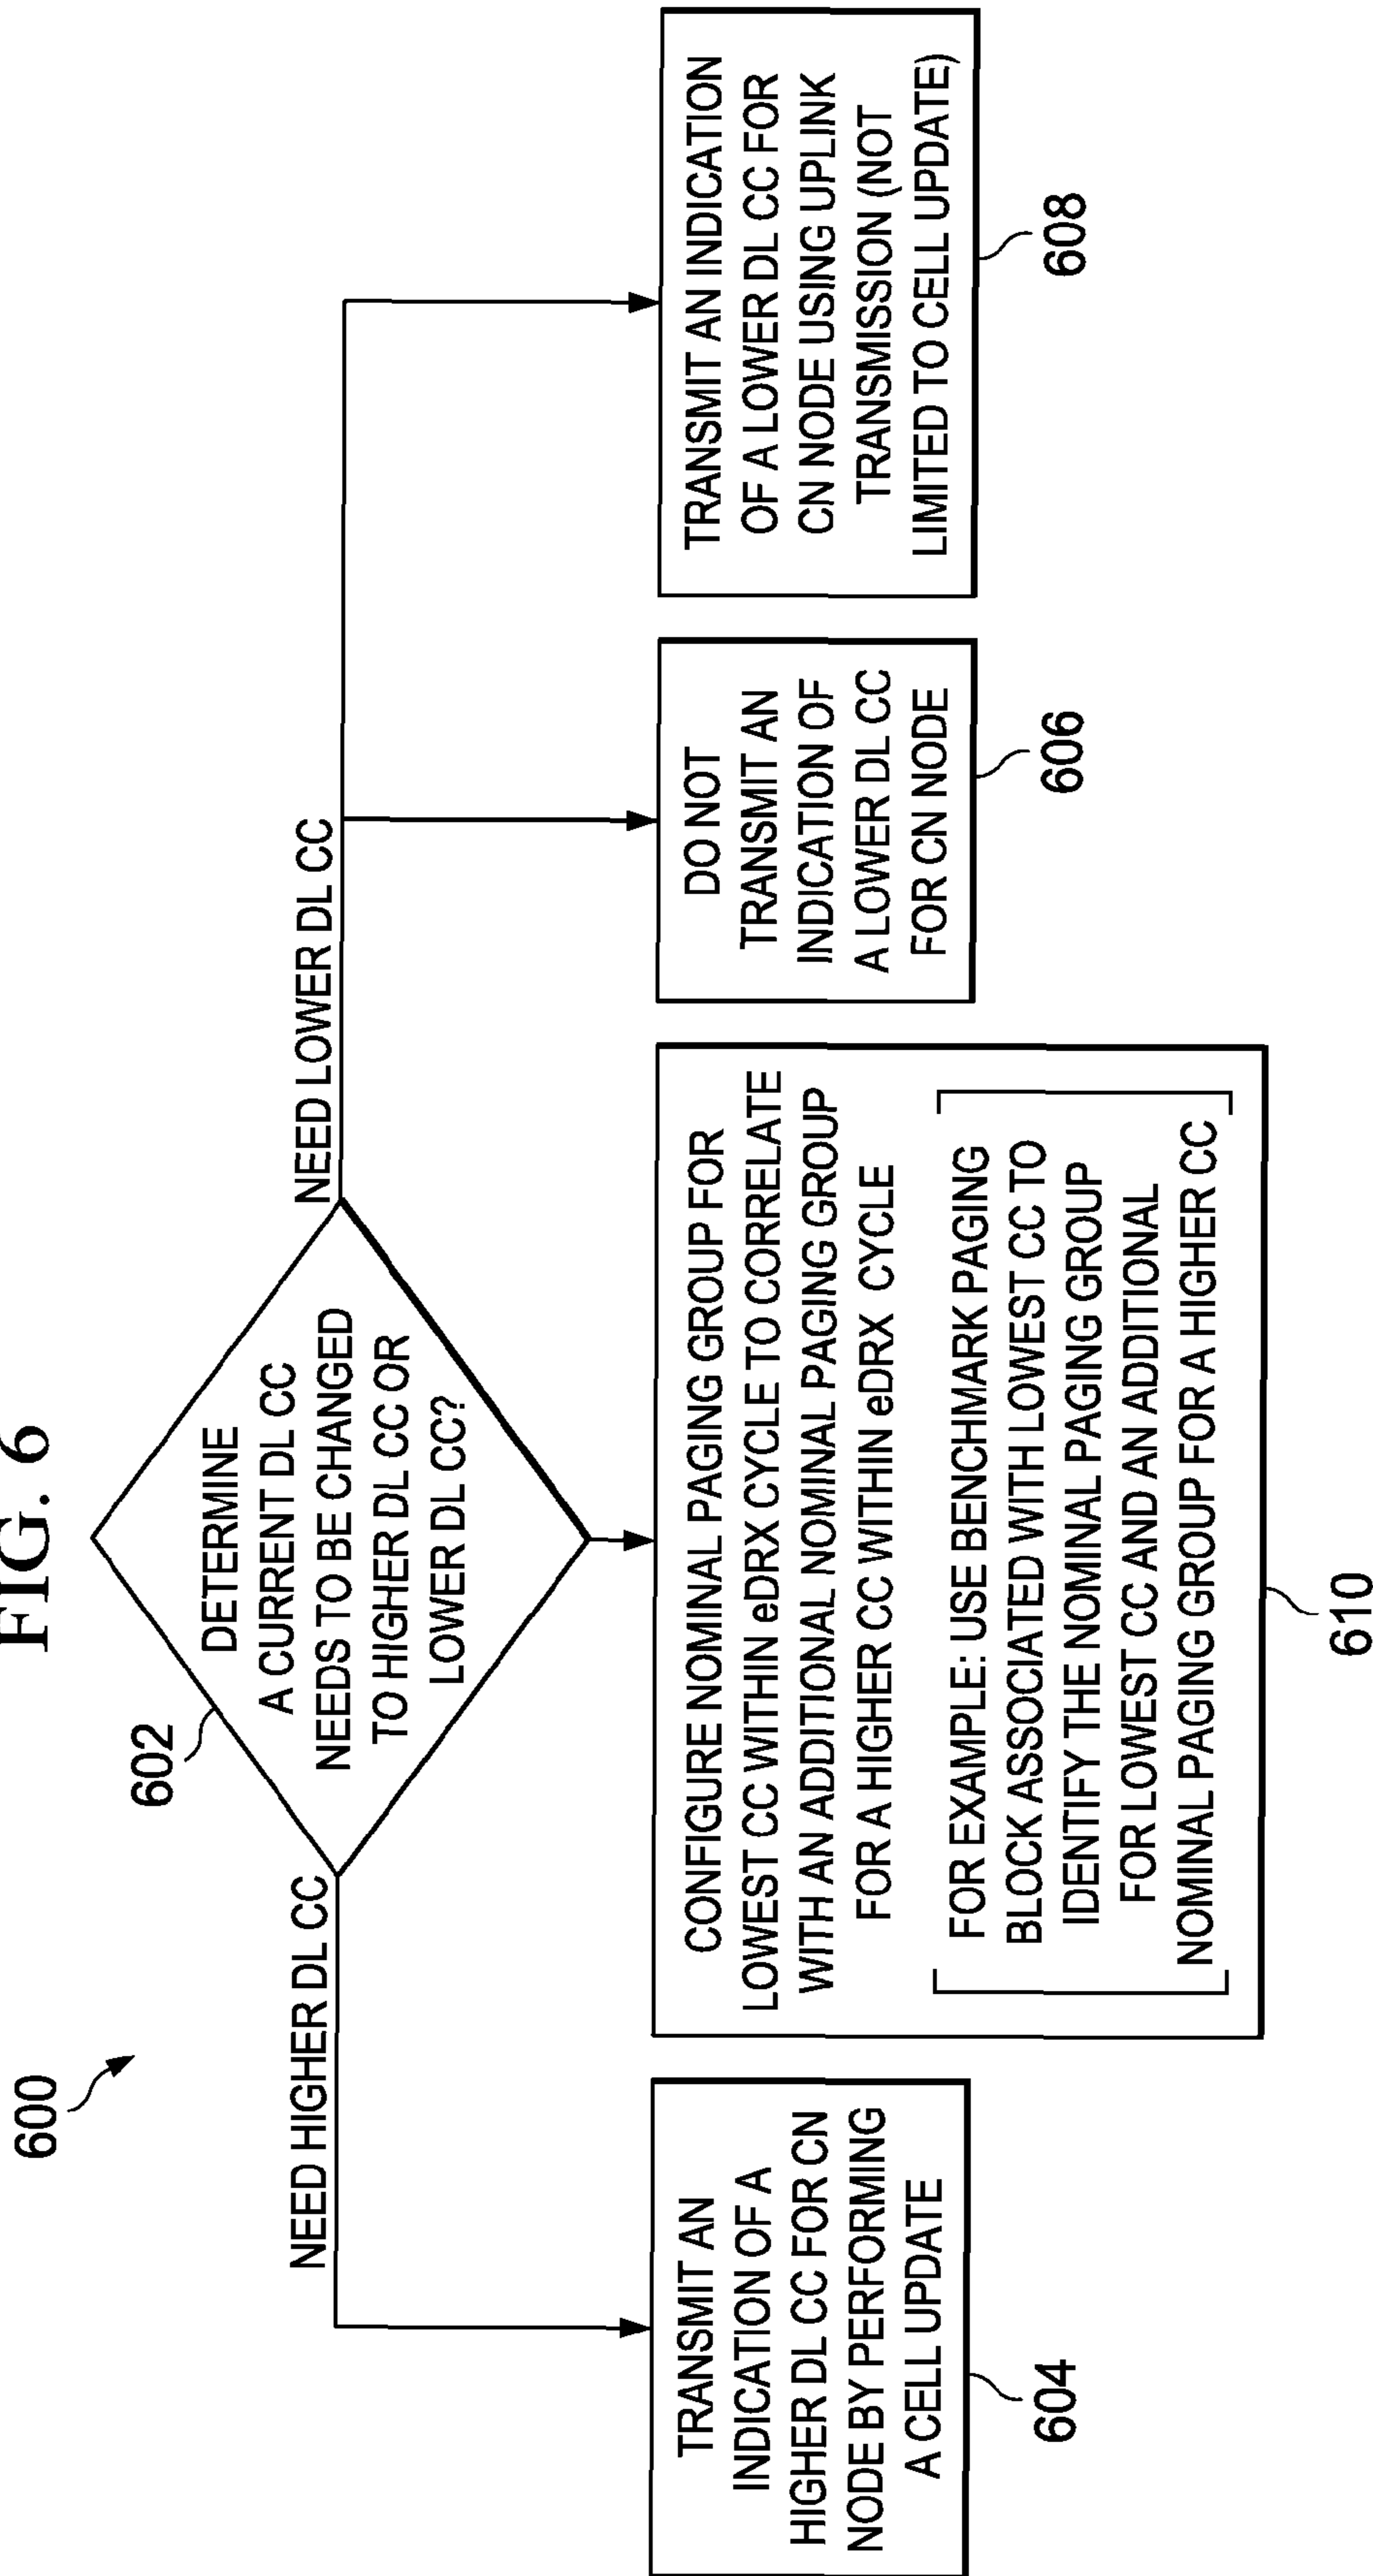 FIG. 6
600
602
DETERMINE
A CURRENT DL CC
NEEDS TO BE CHANGED
TO HIGHER DL CC OR
LOWER DL CC?
NEED HIGHER DL CC
NEED LOWER DL CC
TRANSMIT AN
INDICATION OF A
HIGHER DL CC FOR CN
NODE BY PERFORMING
A CELL UPDATE
604
CONFIGURE NOMINAL PAGING GROUP FOR
LOWEST CC WITHIN eDRX CYCLE TO CORRELATE
WITH AN ADDITIONAL NOMINAL PAGING GROUP
FOR A HIGHER CC WITHIN eDRX CYCLE
FOR EXAMPLE: USE BENCHMARK PAGING
BLOCK ASSOCIATED WITH LOWEST CC TO
IDENTIFY THE NOMINAL PAGING GROUP
FOR LOWEST CC AND AN ADDITIONAL
NOMINAL PAGING GROUP FOR A HIGHER CC
610
DO NOT
TRANSMIT AN
INDICATION OF
A LOWER DL CC
FOR CN NODE
606
TRANSMIT AN INDICATION
OF A LOWER DL CC FOR
CN NODE USING UPLINK
TRANSMISSION (NOT
LIMITED TO CELL UPDATE)
608